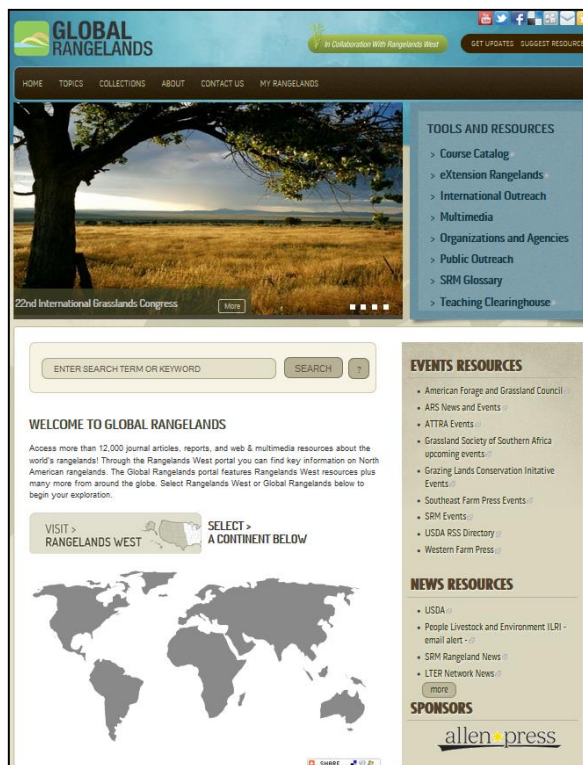 GLOBAL
RANGELANDS
In Collaboration With Rangelands West
GET UPDATES SUGGEST RESOURCE
HOME TOPICS COLLECTIONS ABOUT CONTACT US MY RANGELANDS
22nd International Grasslands Congress
More
TOOLS AND RESOURCES
> Course Catalog
> eXtension Rangelands
> International Outreach
> Multimedia
> Organizations and Agencies
> Public Outreach
> SRM Glossary
> Teaching Clearinghouse
ENTER SEARCH TERM OR KEYWORD
SEARCH
?
WELCOME TO GLOBAL RANGELANDS
Access more than 12,000 journal articles, reports, and web & multimedia resources about the
world's rangelands! Through the Rangelands West portal you can find key information on North
American rangelands. The Global Rangelands portal features Rangelands West resources plus
many more from around the globe. Select Rangelands West or Global Rangelands below to
begin your exploration.
VISIT >
RANGELANDS WEST
SELECT >
A CONTINENT BELOW
SHARE
EVENTS RESOURCES
• American Forage and Grassland Council
• ARS News and Events
• ATTRA Events
• Grassland Society of Southern Africa
upcoming events
• Grazing Lands Conservation Initative
Events
• Southeast Farm Press Events
• SRM Events
• USDA RSS Directory
• Western Farm Press
NEWS RESOURCES
• USDA
• People Livestock and Environment ILRI -
email alert -
• SRM Rangeland News
• LTER Network News
more
SPONSORS
allen press